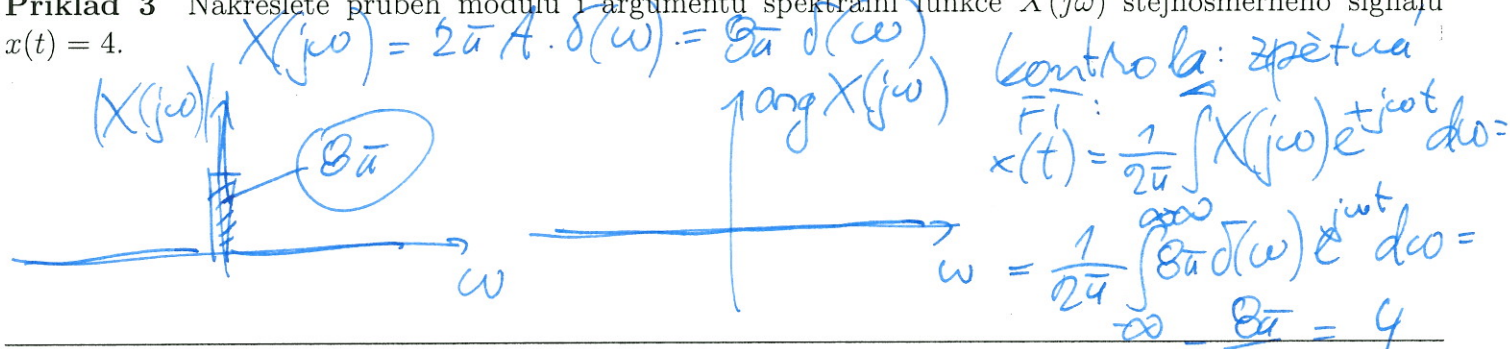 Příklad 3 Nakreslete průběh modulu i argumentu spektrální funkce X(jω) stejnosměrného signálu
x(t) = 4.
X(jω) = 2π A · δ(ω) = 8π δ(ω)
kontrola: zpětná
FT:
|X(jω)|
8π
ω
arg X(jω)
ω
x(t) = 1/2π ∫ X(jω) e^{+jωt} dω =
= 1/2π ∫_{-∞}^{∞} 8π δ(ω) e^{jωt} dω =
= 8π = 4